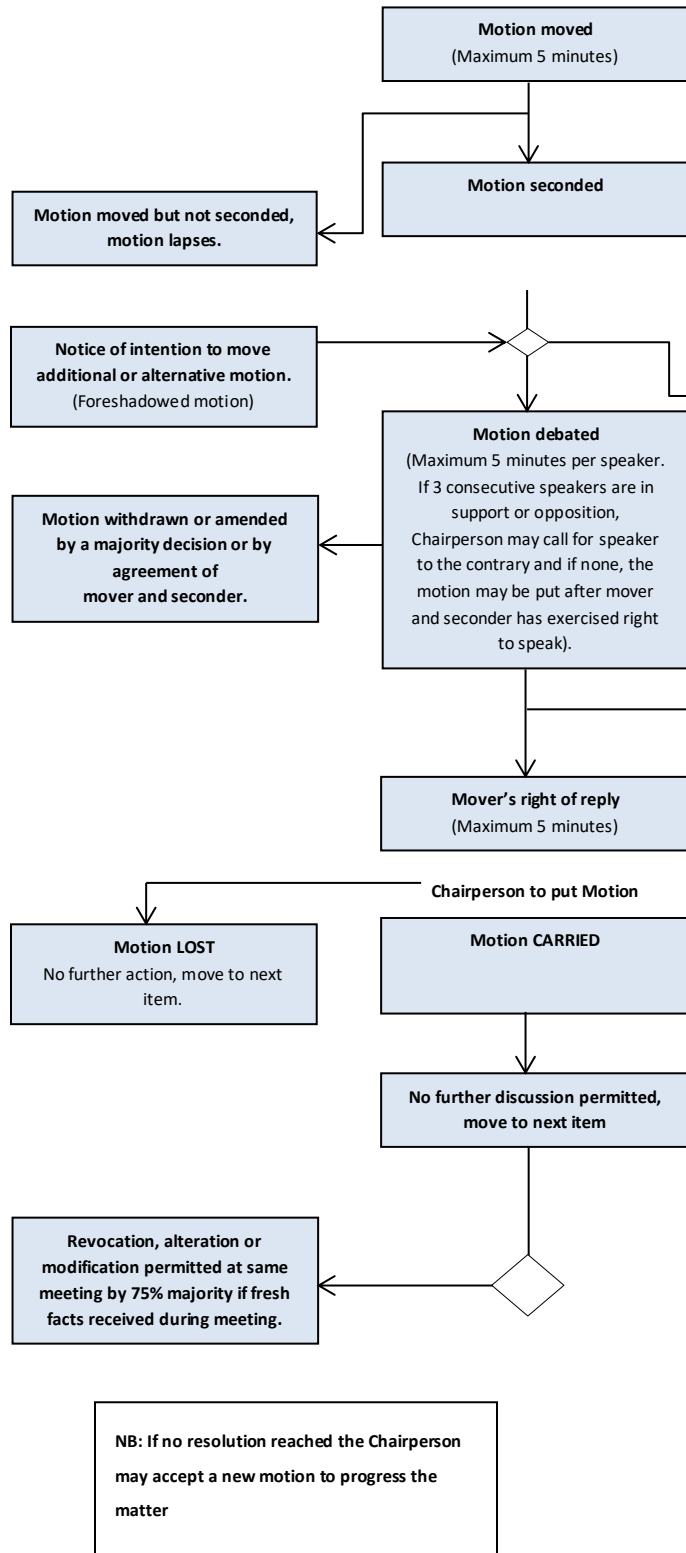 Motion moved
(Maximum 5 minutes)
Motion seconded
Motion moved but not seconded,
motion lapses.
Notice of intention to move
additional or alternative motion.
(Foreshadowed motion)
Motion debated
(Maximum 5 minutes per speaker.
If 3 consecutive speakers are in
support or opposition,
Chairperson may call for speaker
to the contrary and if none, the
motion may be put after mover
and seconder has exercised right
to speak).
Motion withdrawn or amended
by a majority decision or by
agreement of
mover and seconder.
Mover’s right of reply
(Maximum 5 minutes)
Chairperson to put Motion
Motion LOST
No further action, move to next
item.
Motion CARRIED
No further discussion permitted,
move to next item
Revocation, alteration or
modification permitted at same
meeting by 75% majority if fresh
facts received during meeting.
NB: If no resolution reached the Chairperson
may accept a new motion to progress the
matter